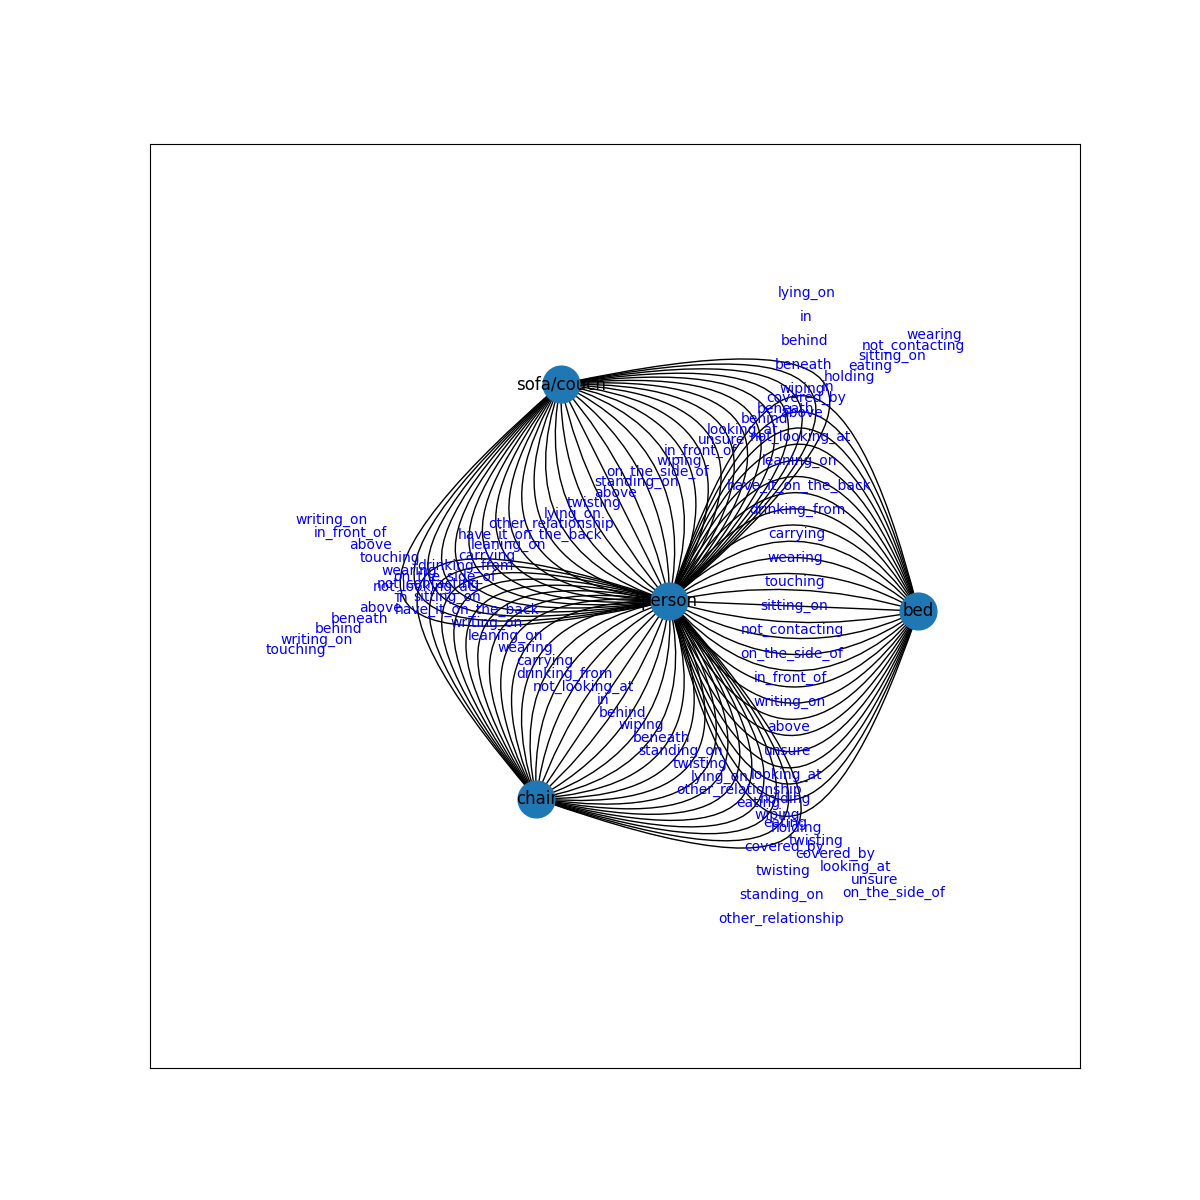 lying_on
in
wearing
behind
not_contacting
sitting_on
beneath
eating
holding
sofa/couch
wiping
in
covered_by
beneath
above
behind
looking_at
not_looking_at
unsure
in_front_of
wiping
leaning_on
on_the_side_of
standing_on
have_it_on_the_back
above
twisting
drinking_from
lying_on
writing_on
other_relationship
in_front_of
have_it_on_the_back
carrying
above
leaning_on
carrying
touching
wearing
drinking_from
wearing
on_the_side_of
not_contacting
touching
not_looking_at
in
sitting_on
person
sitting_on
above
have_it_on_the_back
bed
beneath
writing_on
behind
not_contacting
leaning_on
writing_on
wearing
touching
on_the_side_of
carrying
drinking_from
in_front_of
not_looking_at
in
writing_on
behind
wiping
above
beneath
standing_on
unsure
twisting
lying_on
looking_at
other_relationship
chair
holding
eating
wiping
eating
holding
twisting
covered_by
covered_by
looking_at
twisting
unsure
on_the_side_of
standing_on
other_relationship